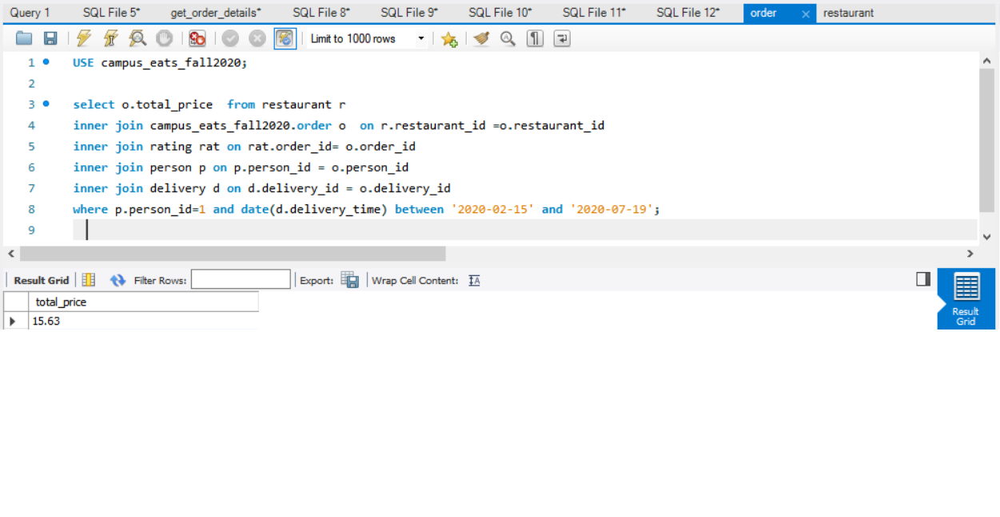 Query 1 SQL File 5* get_order_details* SQL File 8* SQL File 9* SQL File 10* SQL File 11* SQL File 12* order restaurant
Limit to 1000 rows
1 USE campus_eats_fall2020;
2
3 select o.total_price  from restaurant r
4 inner join campus_eats_fall2020.order o  on r.restaurant_id =o.restaurant_id
5 inner join rating rat on rat.order_id= o.order_id
6 inner join person p on p.person_id = o.person_id
7 inner join delivery d on d.delivery_id = o.delivery_id
8 where p.person_id=1 and date(d.delivery_time) between '2020-02-15' and '2020-07-19';
9
Result Grid Filter Rows: Export: Wrap Cell Content: IA
total_price
15.63
Result
Grid